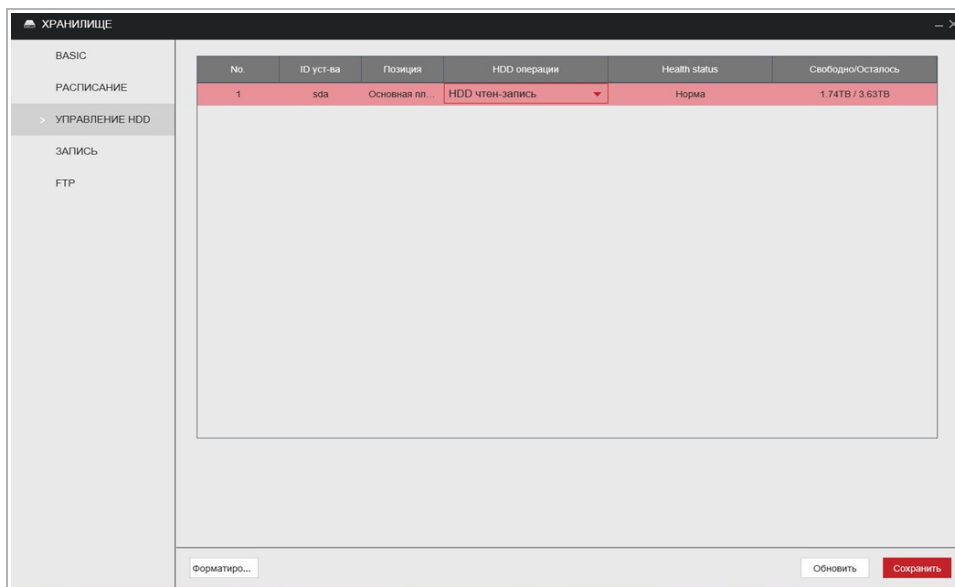 ХРАНИЛИЩЕ
BASIC
РАСПИСАНИЕ
> УПРАВЛЕНИЕ HDD
ЗАПИСЬ
FTP
No. ID уст-ва Позиция HDD операции Health status Свободно/Осталось
1 sda Основная пл... HDD чтен-запись Норма 1.74TB / 3.63TB
Форматиро... Обновить Сохранить